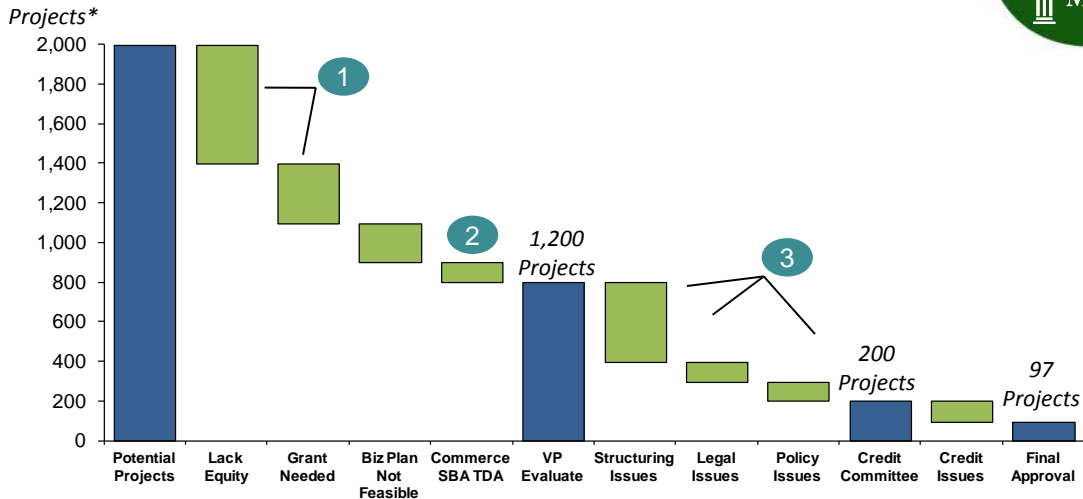 Projects*
2,000
1,800
1,600
1,400
1,200
1,000
800
600
400
200
0
1
2
3
1,200
Projects
200
Projects
97
Projects
Potential
Projects
Lack
Equity
Grant
Needed
Biz Plan
Not
Feasible
Commerce
SBA TDA
VP
Evaluate
Structuring
Issues
Legal
Issues
Policy
Issues
Credit
Committee
Credit
Issues
Final
Approval